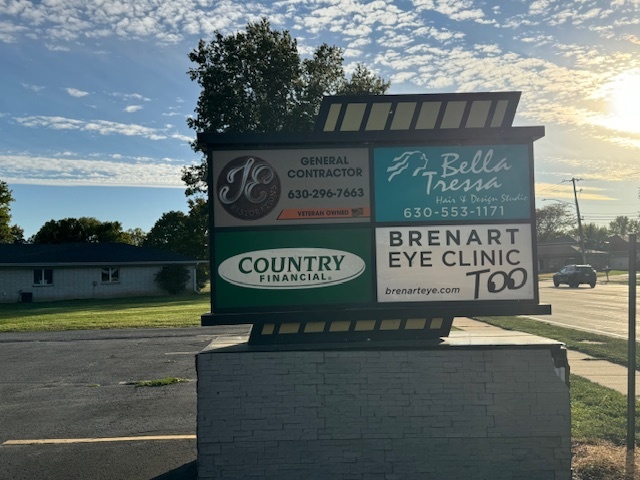 JE
GENERAL
CONTRACTOR
630-296-7663
VETERAN OWNED
Bella
Tressa
Hair & Design Studio
630-553-1171
COUNTRY
FINANCIAL®
BRENART
EYE CLINIC
TOO
brenarteye.com